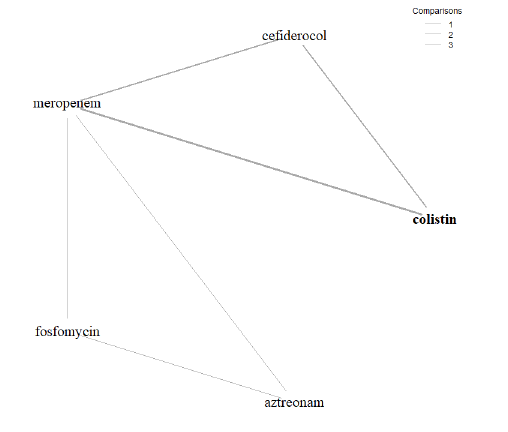 Comparisons
1
2
3
cefiderocol
meropenem
colistin
fosfomycin
aztreonam